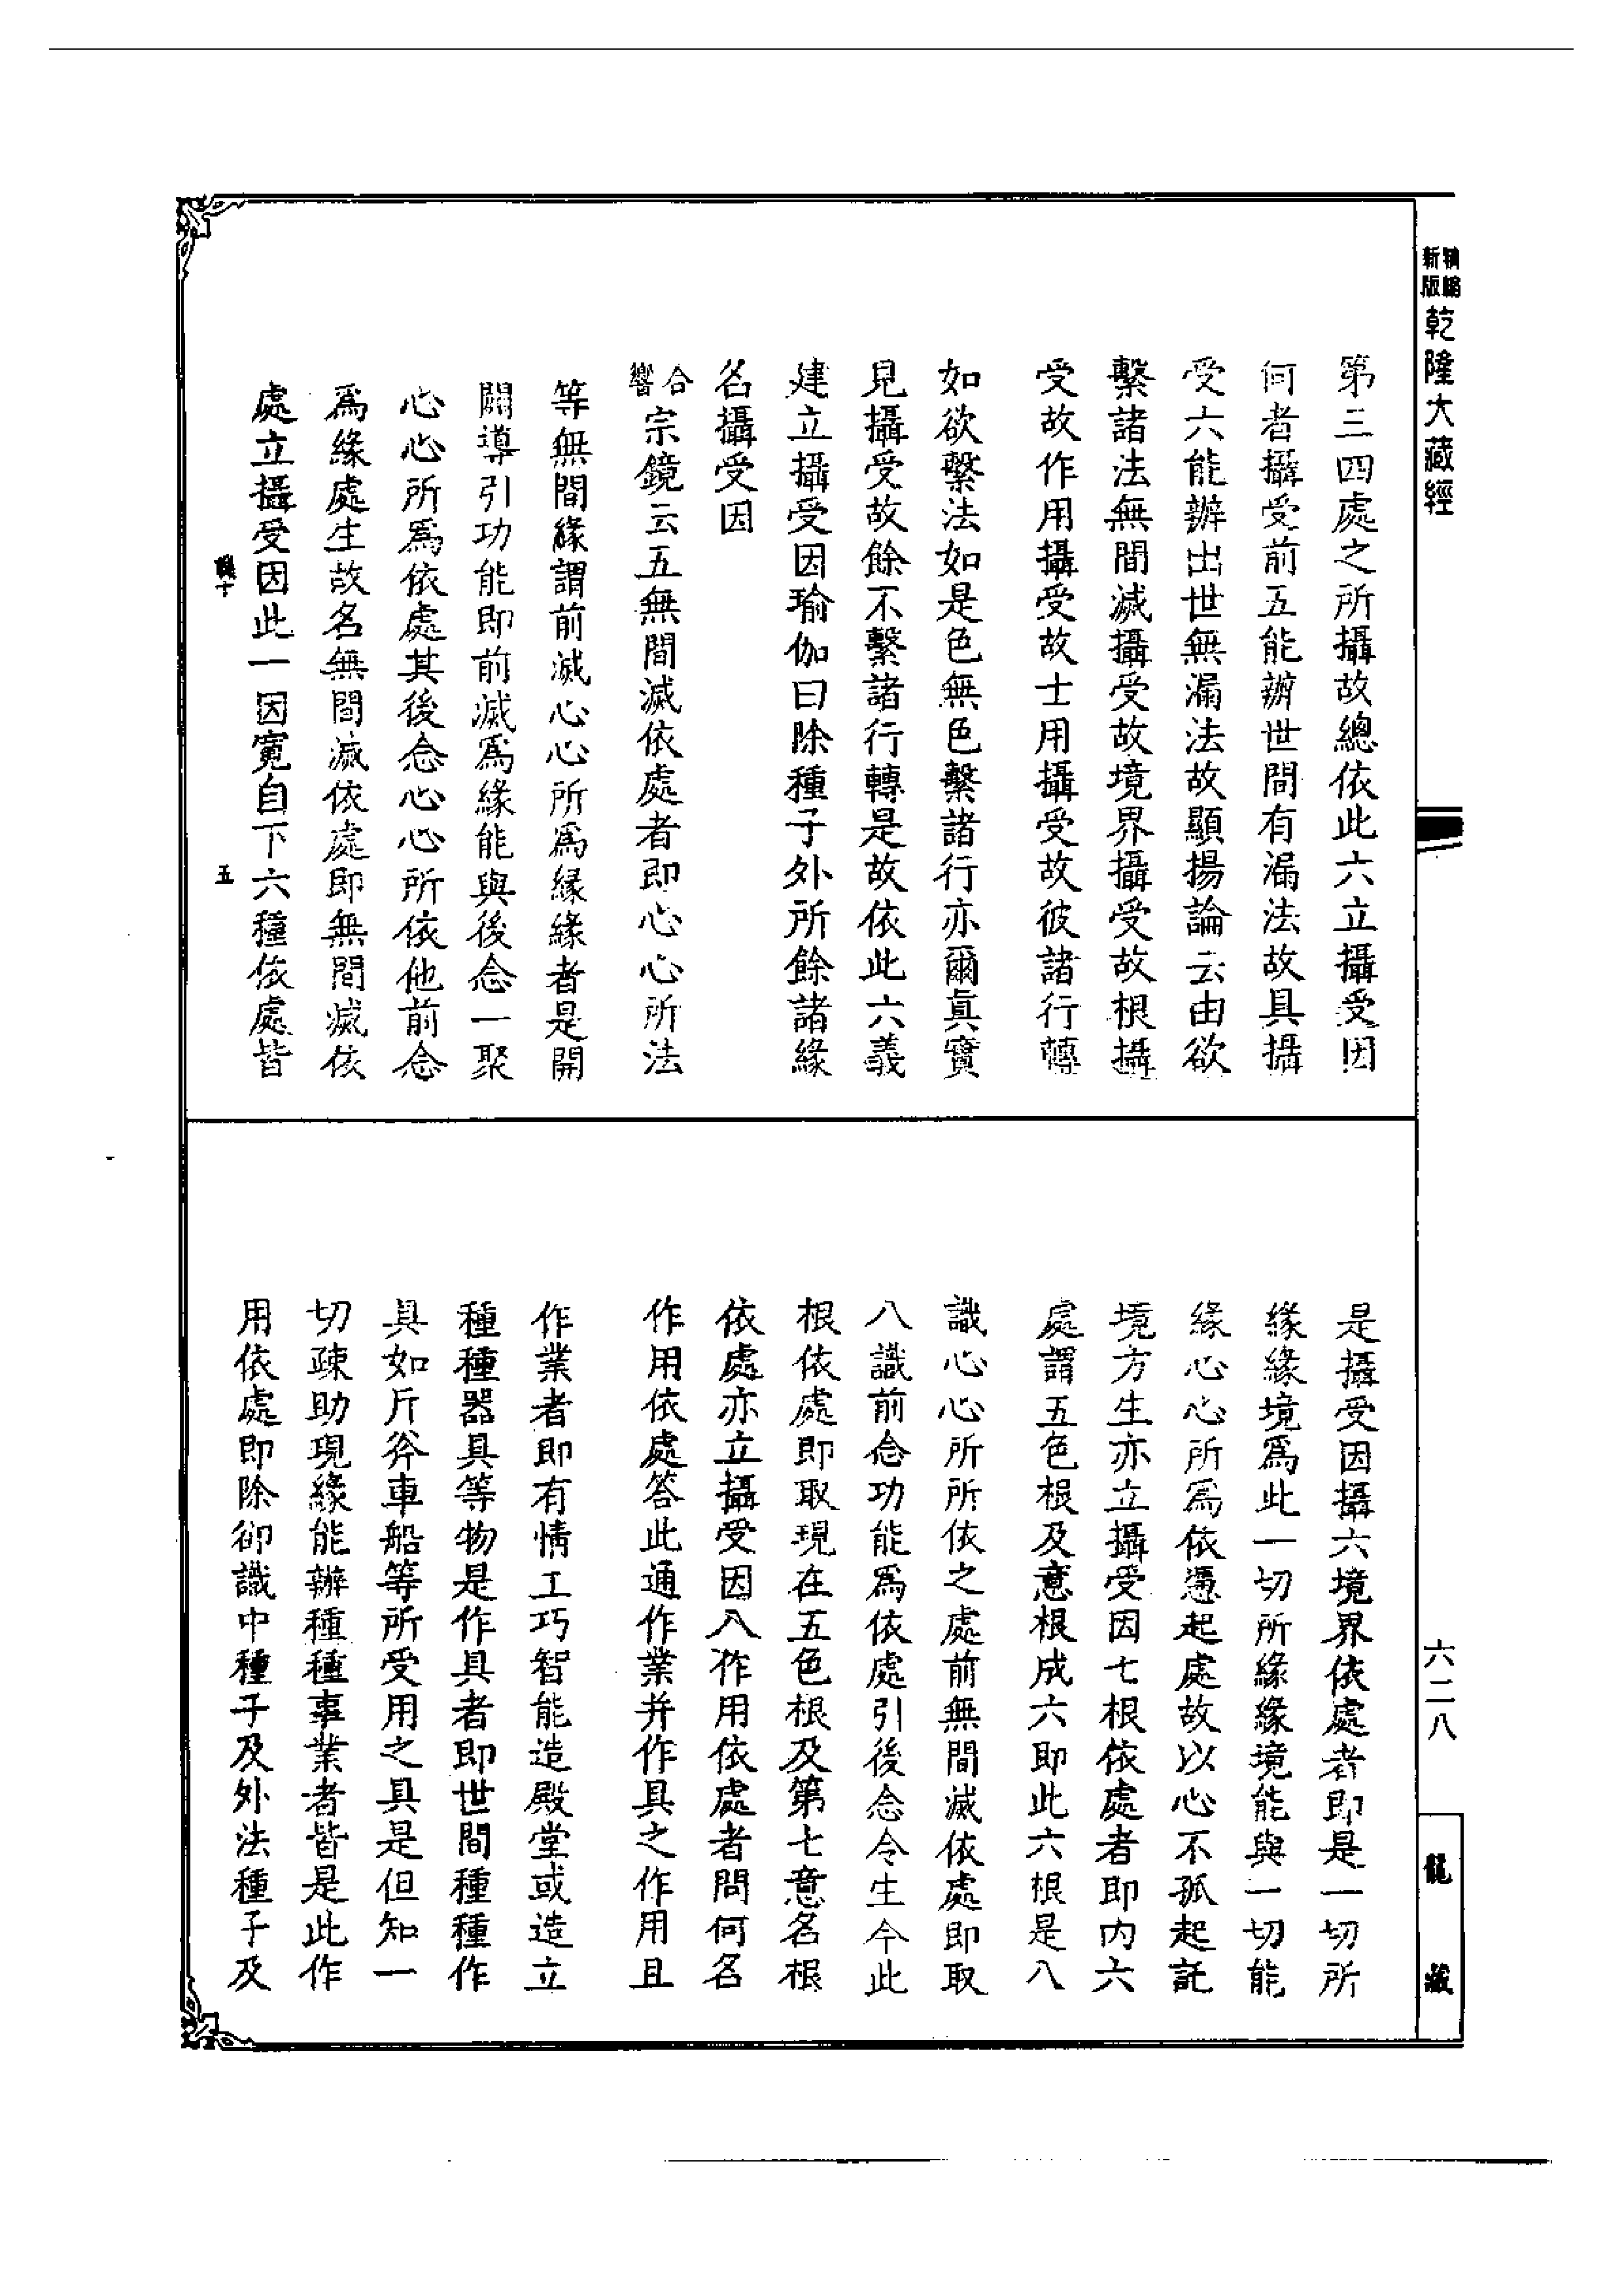 新編
新版
乾隆大藏經
第三四處之所攝故總依此六立攝受因
何者攝受前五能辦世間有漏法故具攝
受六能辦出世無漏法故顯揚論云由欲
繫諸法無間滅攝受故境界攝受故根攝
受故作用攝受故士用攝受故彼諸行轉
如欲繫法如是色無色繫諸行亦爾真實
見攝受故餘不繫諸行轉是故依此六義
建立攝受因瑜伽曰除種子外所餘諸緣
名攝受因
合響宗鏡云五無間滅依處者即心心所法
等無間緣謂前滅心心所爲緣緣者是開
闢導引功能即前滅爲緣能與後念一聚
心心所爲依處其後念心心所依他前念
爲緣處生故名無間滅依處即無間滅依
處立攝受因此一因寬自下六種依處皆
十
五
是攝受因攝六境界依處者即是一切所
緣緣境爲此一切所緣緣境能與一切能
緣心心所爲依憑起處故以心不孤起託
境方生亦立攝受因七根依處者即內六
處謂五色根及意根成六即此六根是八
識心心所所依之處前無間滅依處即取
八識前念功能爲依處引後念令生今此
根依處即取現在五色根及第七意名根
依處亦立攝受因八作用依處者問何名
作用依處答此通作業并作具之作用且
作業者即有情工巧智能造殿堂或造立
種種器具等物是作具者即世間種種作
具如斤斧車船等所受用之具是但知一
切疎助現緣能辦種種事業者皆是此作
用依處即除卻識中種子及外法種子及
六二八
龍藏